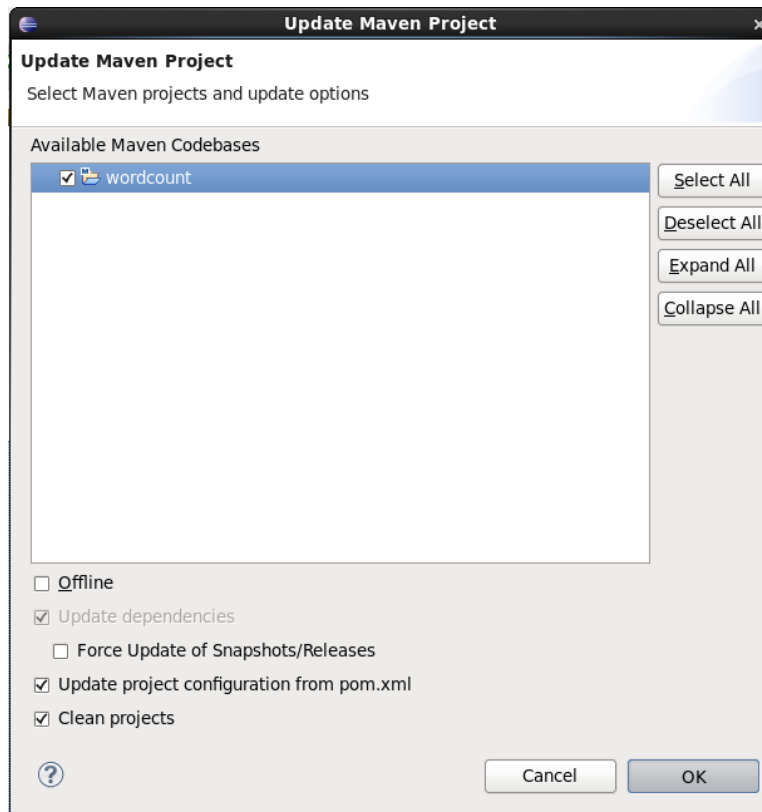 Update Maven Project
Update Maven Project
Select Maven projects and update options
Available Maven Codebases
wordcount
Select All
Deselect All
Expand All
Collapse All
Offline
Update dependencies
Force Update of Snapshots/Releases
Update project configuration from pom.xml
Clean projects
Cancel
OK